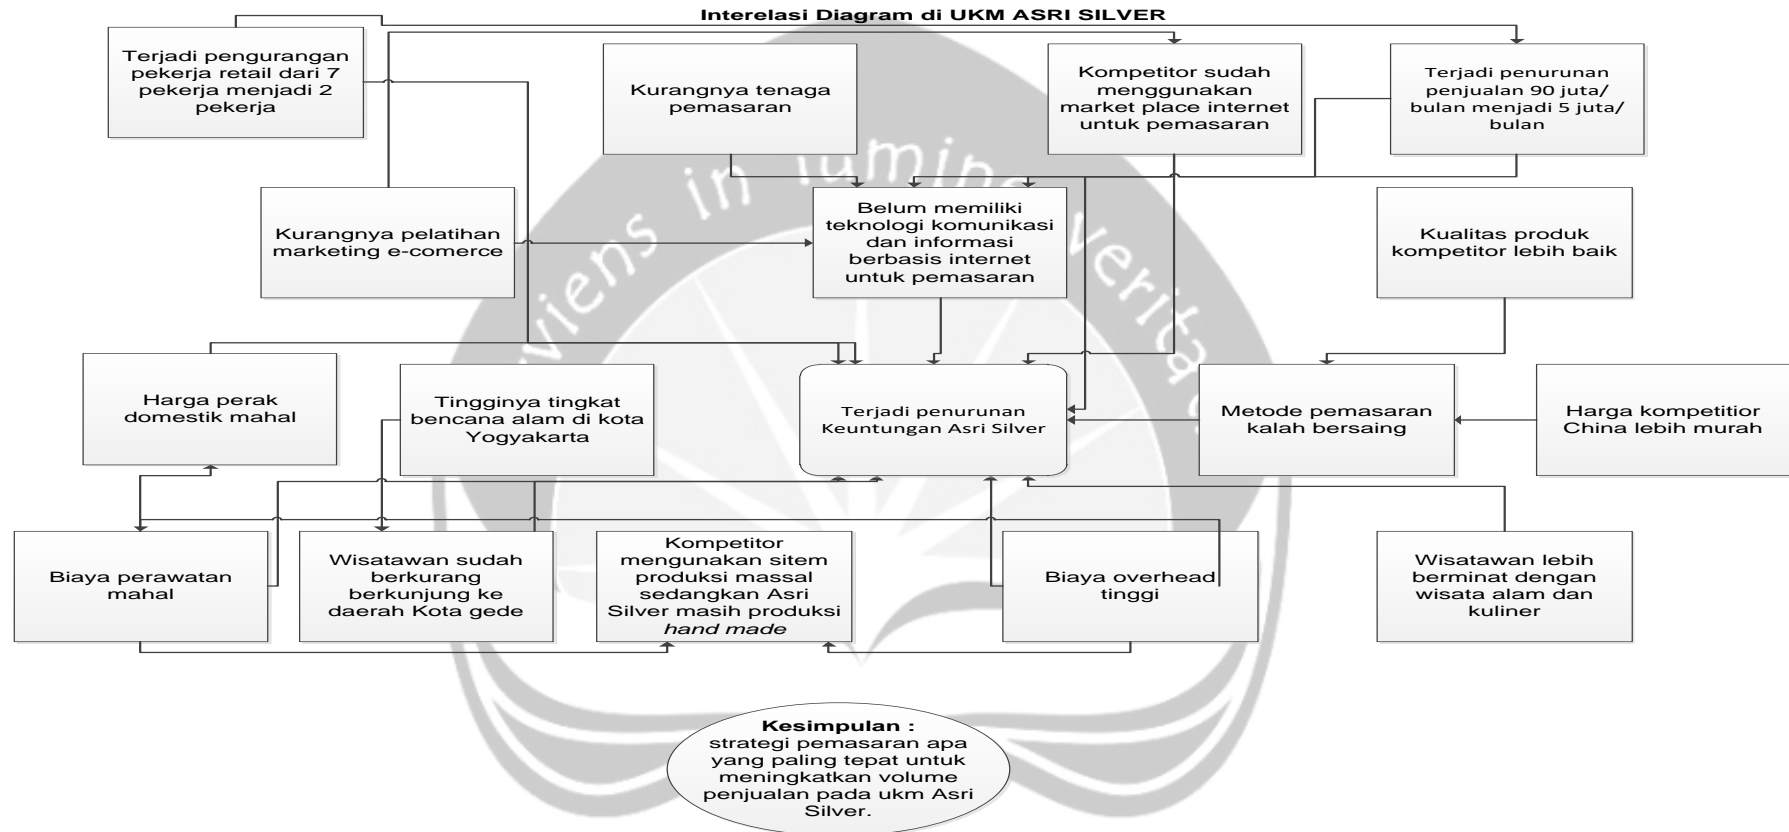 Interelasi Diagram di UKM ASRI SILVER
Terjadi pengurangan
pekerja retail dari 7
pekerja menjadi 2
pekerja
Kurangnya tenaga
pemasaran
Kompetitor sudah
menggunakan
market place internet
untuk pemasaran
Terjadi penurunan
penjualan 90 juta/
bulan menjadi 5 juta/
bulan
Kurangnya pelatihan
marketing e-comerce
Belum memiliki
teknologi komunikasi
dan informasi
berbasis internet
untuk pemasaran
Kualitas produk
kompetitor lebih baik
Harga perak
domestik mahal
Tingginya tingkat
bencana alam di kota
Yogyakarta
Terjadi penurunan
Keuntungan Asri Silver
Metode pemasaran
kalah bersaing
Harga kompetitior
China lebih murah
Biaya perawatan
mahal
Wisatawan sudah
berkurang
berkunjung ke
daerah Kota gede
Kompetitor
mengunakan sitem
produksi massal
sedangkan Asri
Silver masih produksi
hand made
Biaya overhead
tinggi
Wisatawan lebih
berminat dengan
wisata alam dan
kuliner
Kesimpulan :
strategi pemasaran apa
yang paling tepat untuk
meningkatkan volume
penjualan pada ukm Asri
Silver.
in lumine